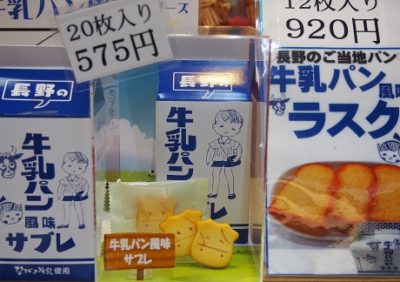 20枚入り
575円
12枚入り
920円
長野の
牛乳パン
風味
サブレ
長野の
牛乳パン
牛乳パン風味
サブレ
長野のご当地パン
牛乳パン風味
ラスク